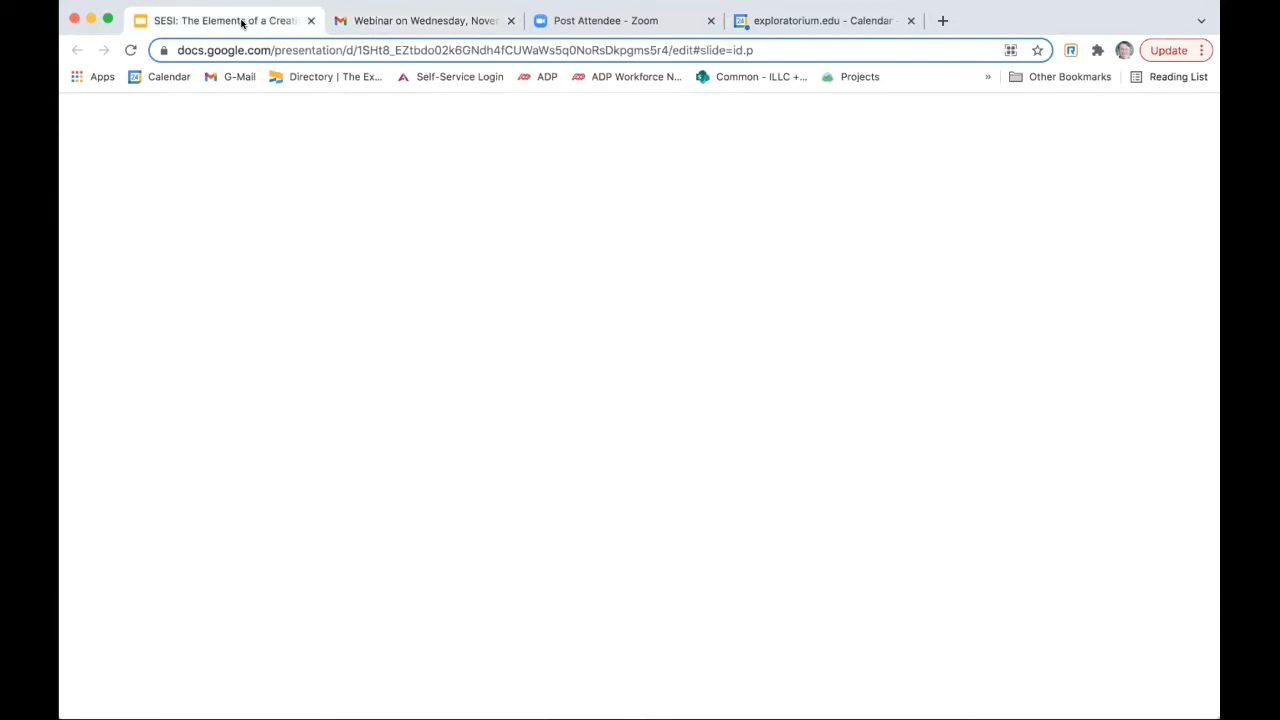 SESI: The Elements of a Creati
Webinar on Wednesday, Nover
Post Attendee - Zoom
exploratorium.edu - Calendar -
docs.google.com/presentation/d/1SHt8_EZtbdo02k6GNdh4fCUWaWs5q0NoRsDkpgms5r4/edit#slide=id.p
Update
Apps Calendar G-Mail Directory | The Ex... Self-Service Login ADP ADP Workforce N... Common - ILLC +... Projects » Other Bookmarks Reading List